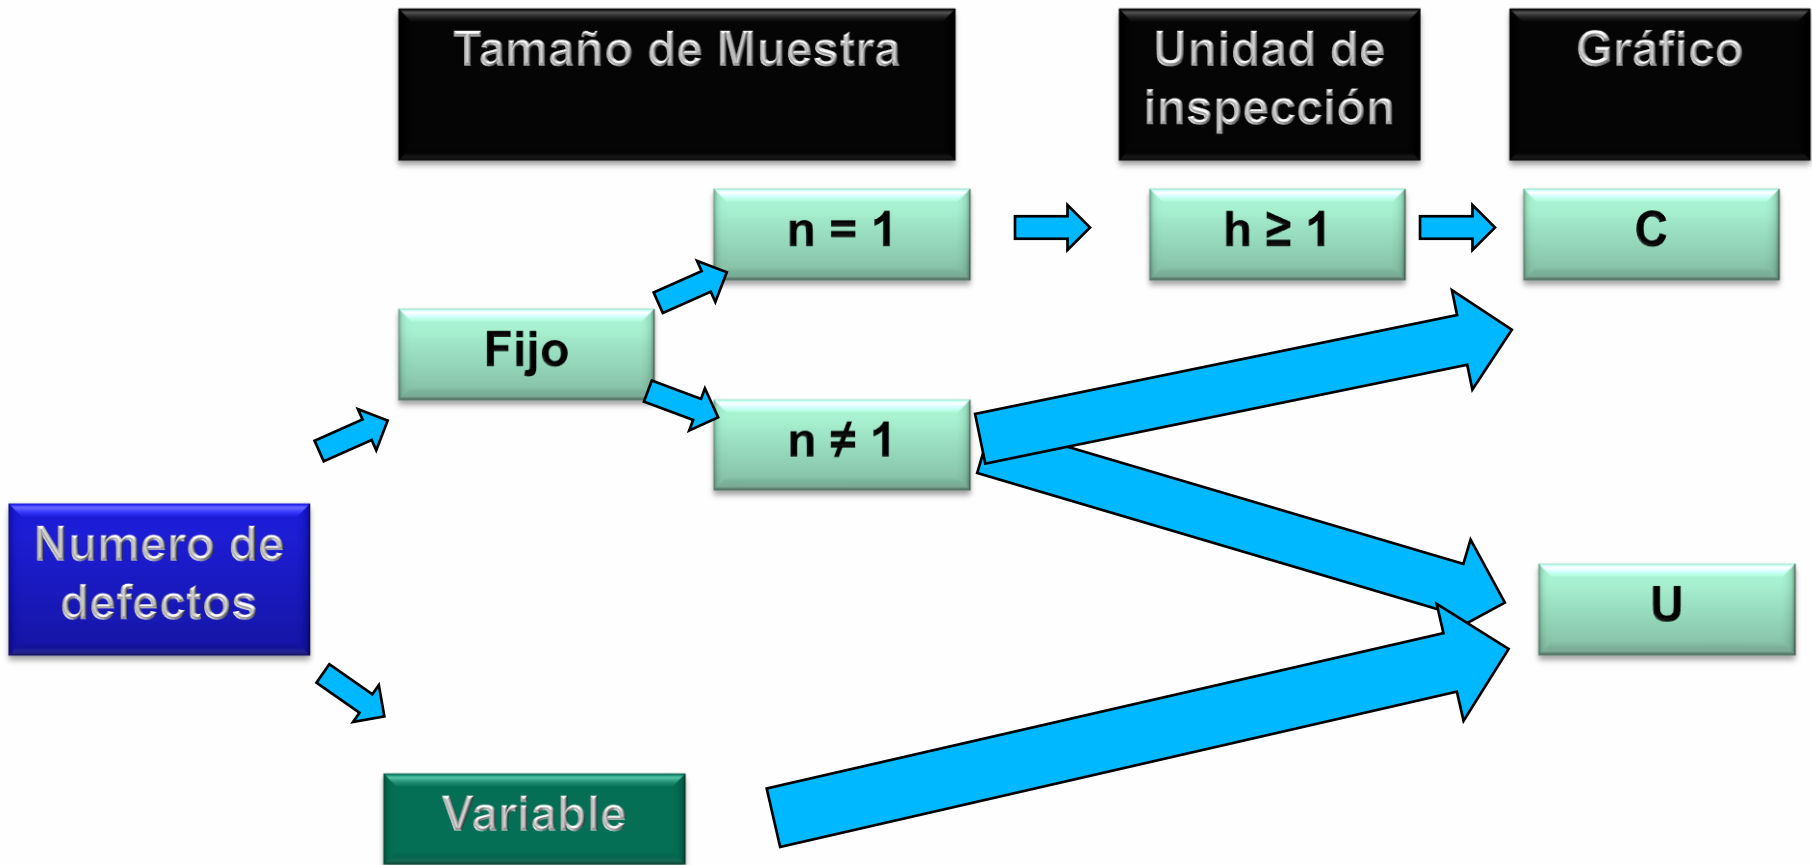 Tamaño de Muestra
Unidad de
inspección
Gráfico
n = 1
h ≥ 1
C
Fijo
n ≠ 1
Numero de
defectos
U
Variable